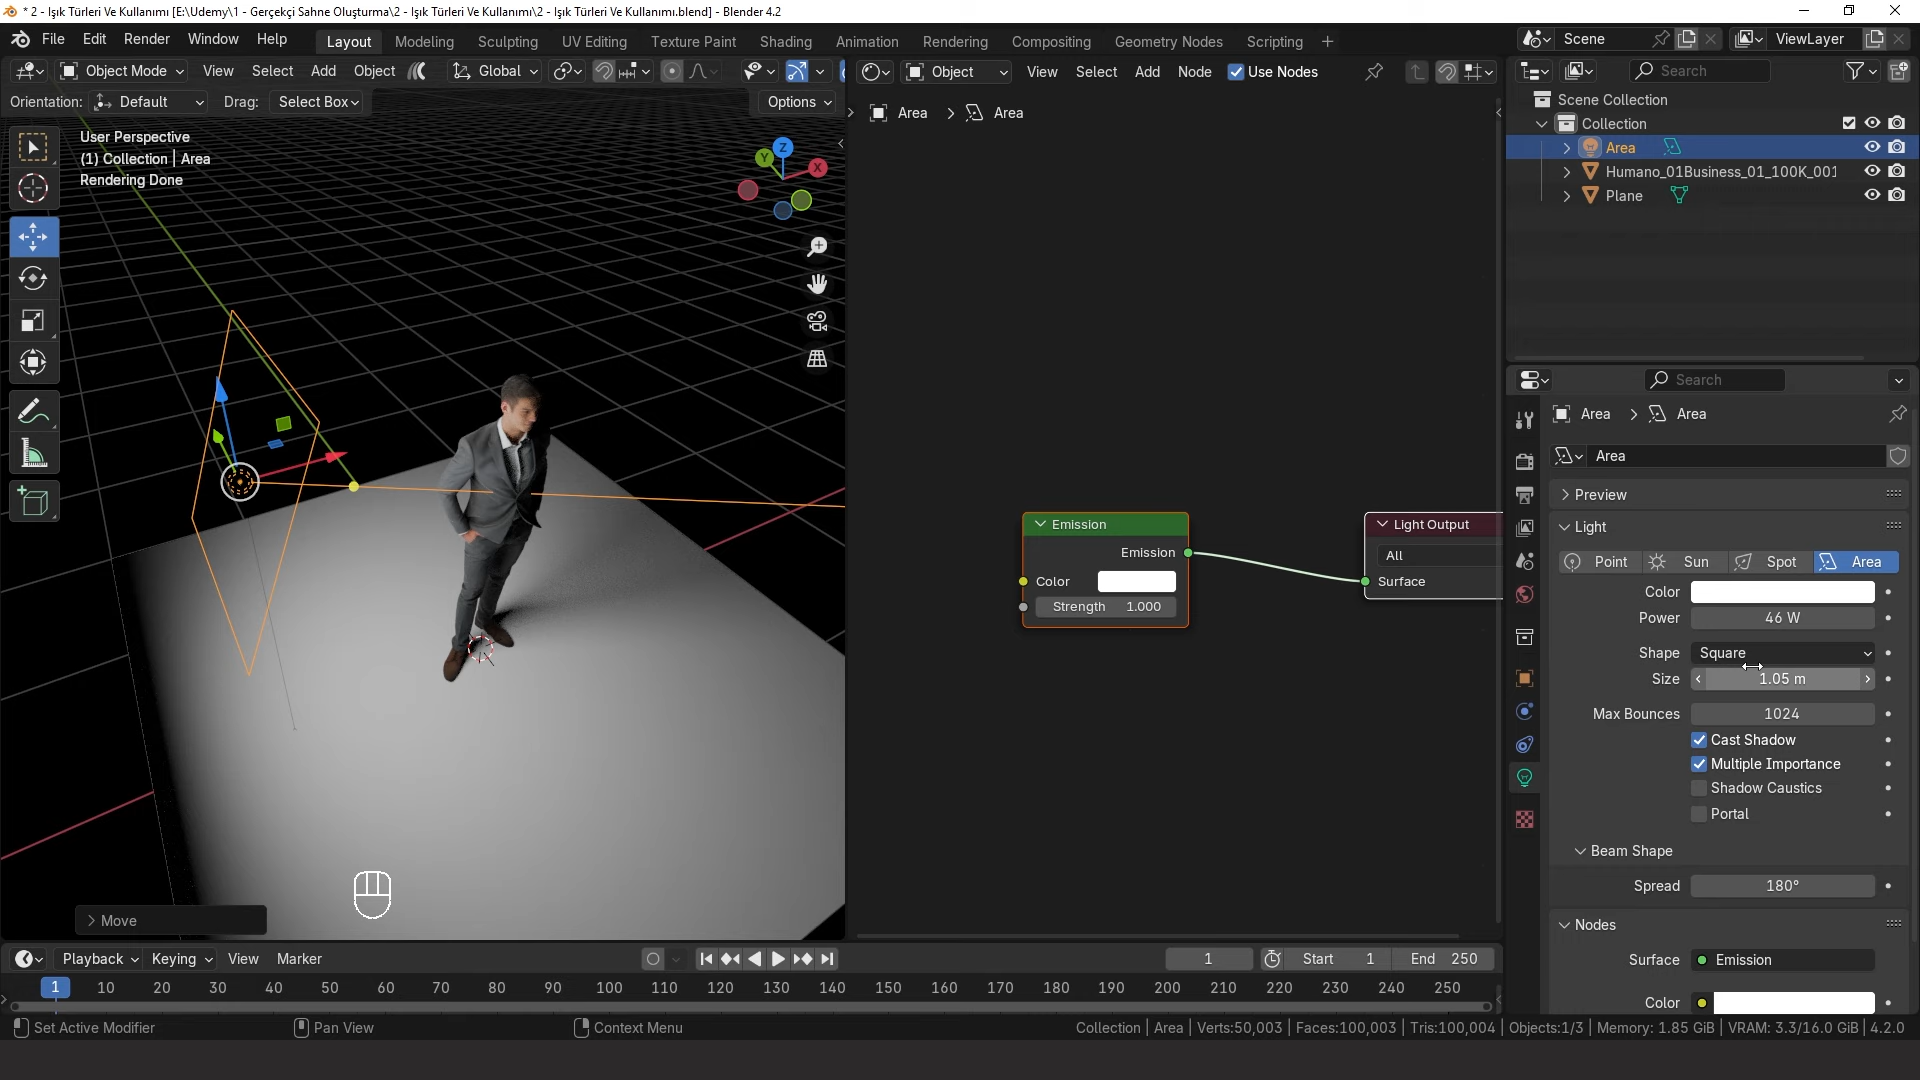 * 2 - Işık Türleri Ve Kullanımı [E:\Udemy\1 - Gerçekçi Sahne Oluşturma\2 - Işık Türleri Ve Kullanımı\2 - Işık Türleri Ve Kullanımı.blend] - Blender 4.2
File Edit Render Window Help Layout Modeling Sculpting UV Editing Texture Paint Shading Animation Rendering Compositing Geometry Nodes Scripting + Scene ViewLayer
Object Mode View Select Add Object Global Object View Select Add Node Use Nodes Search
Orientation: Default Drag: Select Box Options
Area > Area
Scene Collection
Collection
Area
Humano_01Business_01_100K_001
Plane
User Perspective
(1) Collection | Area
Rendering Done
Z
Y
X
Emission
Emission
Color
Strength 1.000
Light Output
All
Surface
Search
Area > Area
Area
Preview
Light
Point Sun Spot Area
Color
Power 46 W
Shape Square
Size 1.05 m
Max Bounces 1024
Cast Shadow
Multiple Importance
Shadow Caustics
Portal
Beam Shape
Spread 180°
Nodes
Surface Emission
Color
> Move
Playback Keying View Marker 1 Start 1 End 250
1 10 20 30 40 50 60 70 80 90 100 110 120 130 140 150 160 170 180 190 200 210 220 230 240 250
Set Active Modifier Pan View Context Menu Collection | Area | Verts:50,003 | Faces:100,003 | Tris:100,004 | Objects:1/3 | Memory: 1.85 GiB | VRAM: 3.3/16.0 GiB | 4.2.0